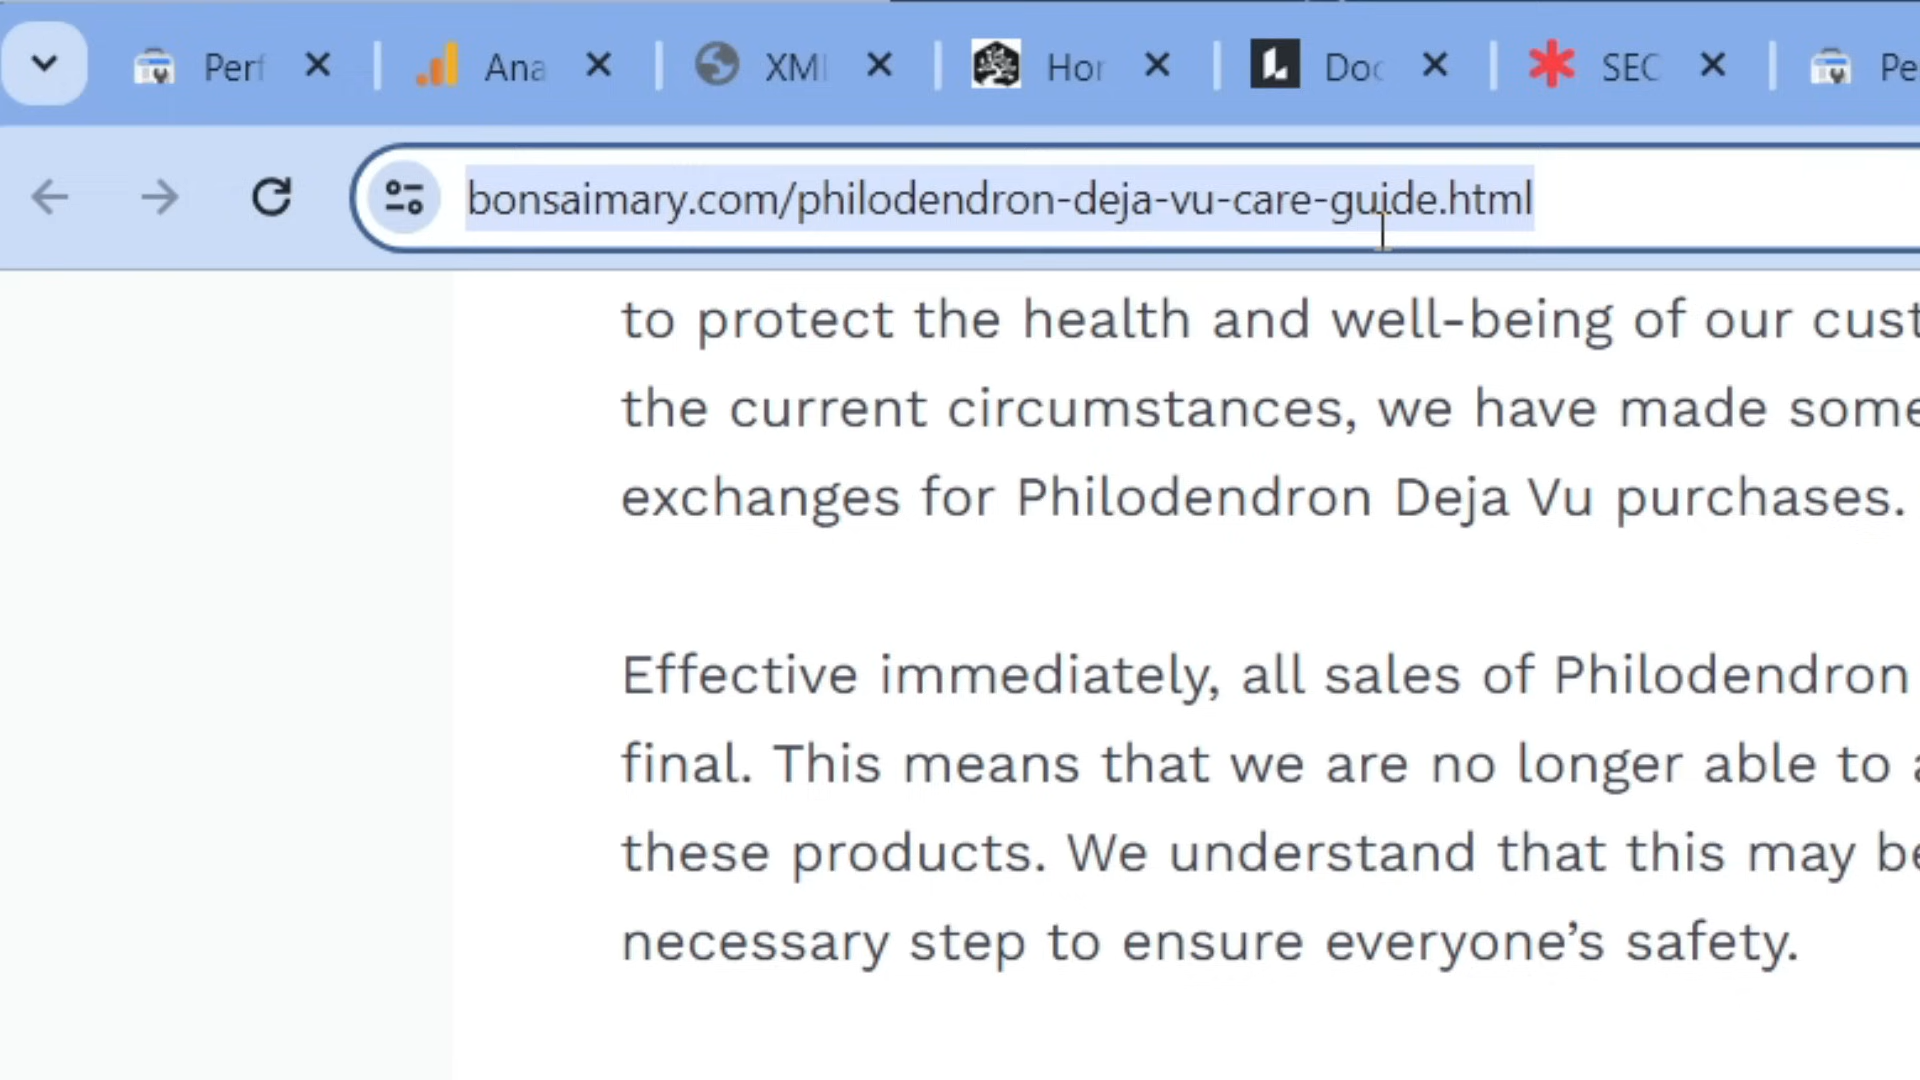 Perf Ana XML Hor Doc SEC Pe
bonsaimary.com/philodendron-deja-vu-care-guide.html
to protect the health and well-being of our cust
the current circumstances, we have made some
exchanges for Philodendron Deja Vu purchases.
Effective immediately, all sales of Philodendron
final. This means that we are no longer able to a
these products. We understand that this may be
necessary step to ensure everyone’s safety.